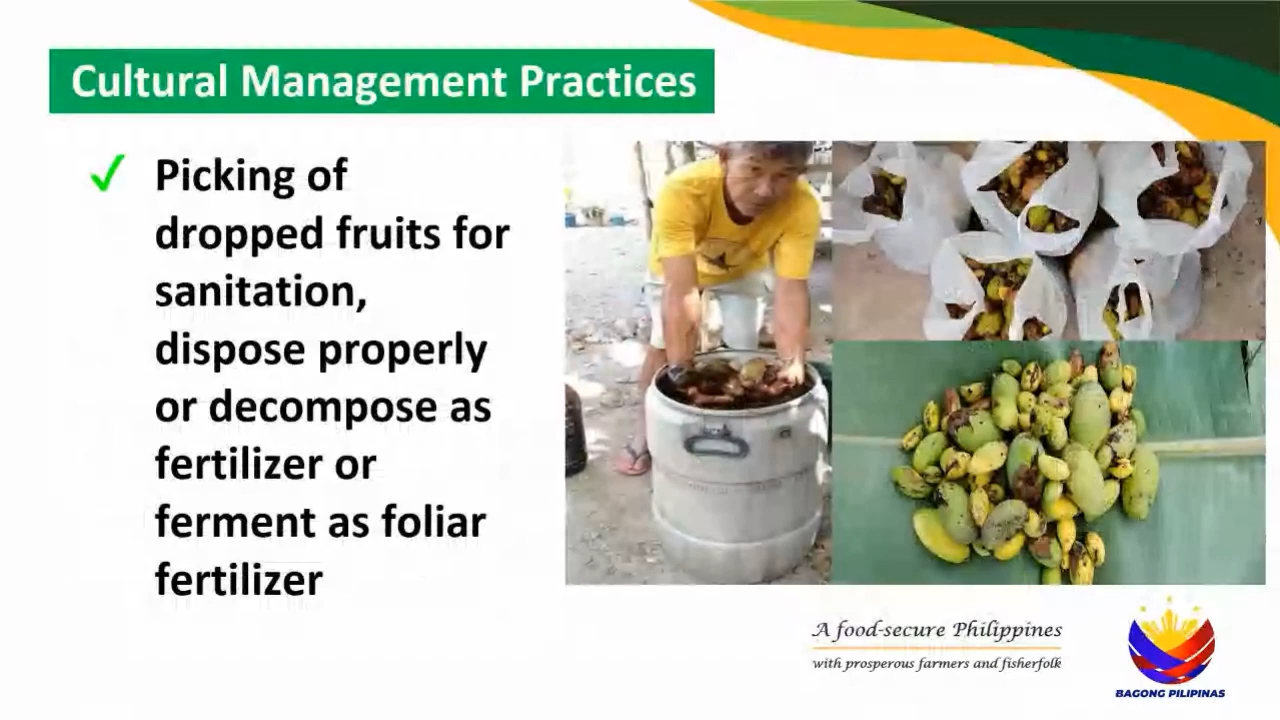 Cultural Management Practices
✓ Picking of
dropped fruits for
sanitation,
dispose properly
or decompose as
fertilizer or
ferment as foliar
fertilizer
A food-secure Philippines
with prosperous farmers and fisherfolk
BAGONG PILIPINAS